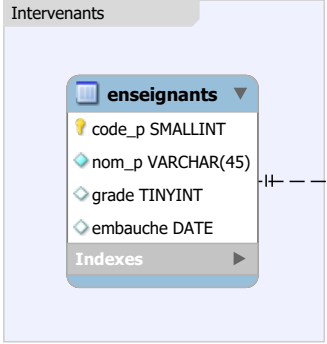 Intervenants
enseignants
code_p SMALLINT
nom_p VARCHAR(45)
grade TINYINT
embauche DATE
Indexes